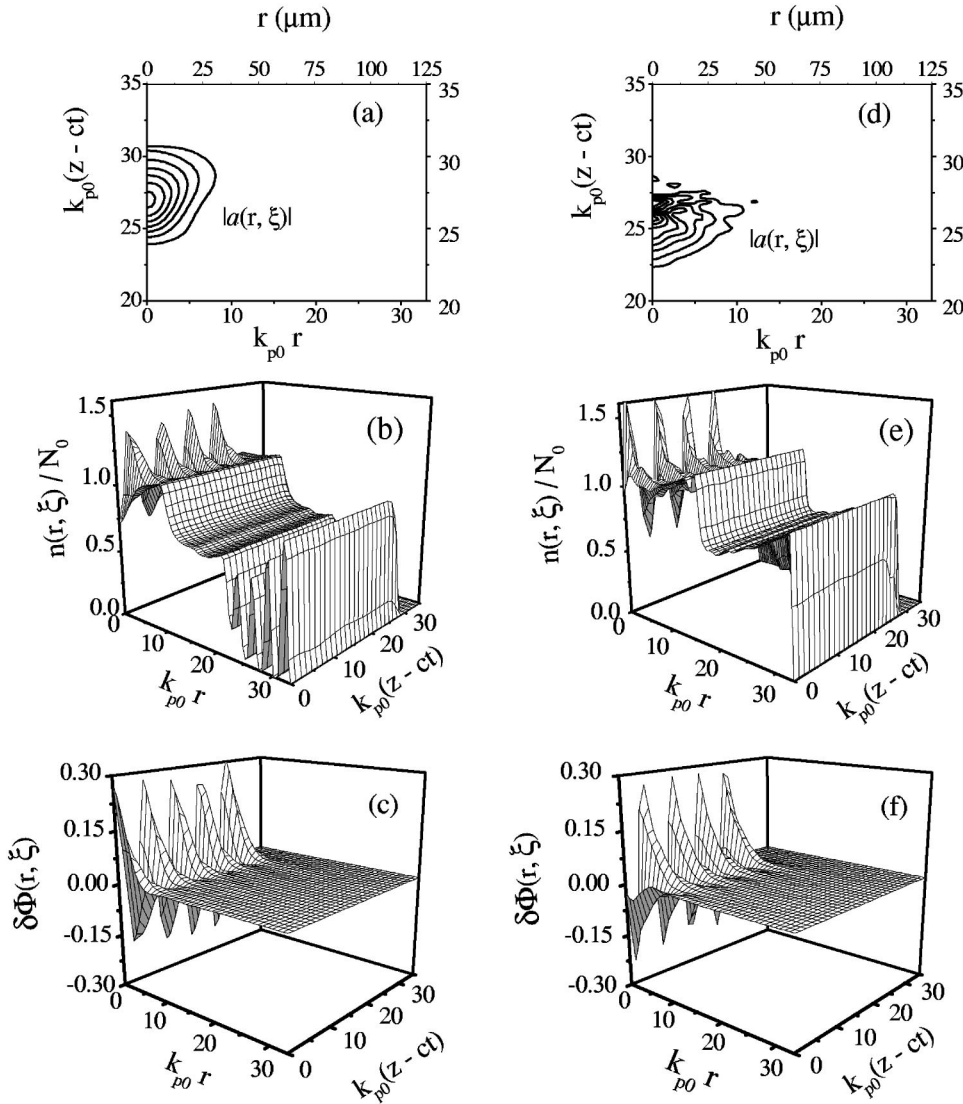 r (μm)
0 25 50 75 100 125
35
30
25
20
k_p0(z - ct)
(a)
|a(r, ξ)|
35
30
25
20
0 10 20 30
k_p0 r
r (μm)
0 25 50 75 100 125
35
30
25
20
k_p0(z - ct)
(d)
|a(r, ξ)|
35
30
25
20
0 10 20 30
k_p0 r
1.5
1.0
0.5
0.0
n(r, ξ) / N_0
(b)
0 10 20 30
k_p0 r
0 10 20 30
k_p0(z - ct)
1.5
1.0
0.5
0.0
n(r, ξ) / N_0
(e)
0 10 20 30
k_p0 r
0 10 20 30
k_p0(z - ct)
0.30
0.15
0.00
-0.15
-0.30
δΦ(r, ξ)
(c)
0 10 20 30
k_p0 r
0 10 20 30
k_p0(z - ct)
0.30
0.15
0.00
-0.15
-0.30
δΦ(r, ξ)
(f)
0 10 20 30
k_p0 r
0 10 20 30
k_p0(z - ct)